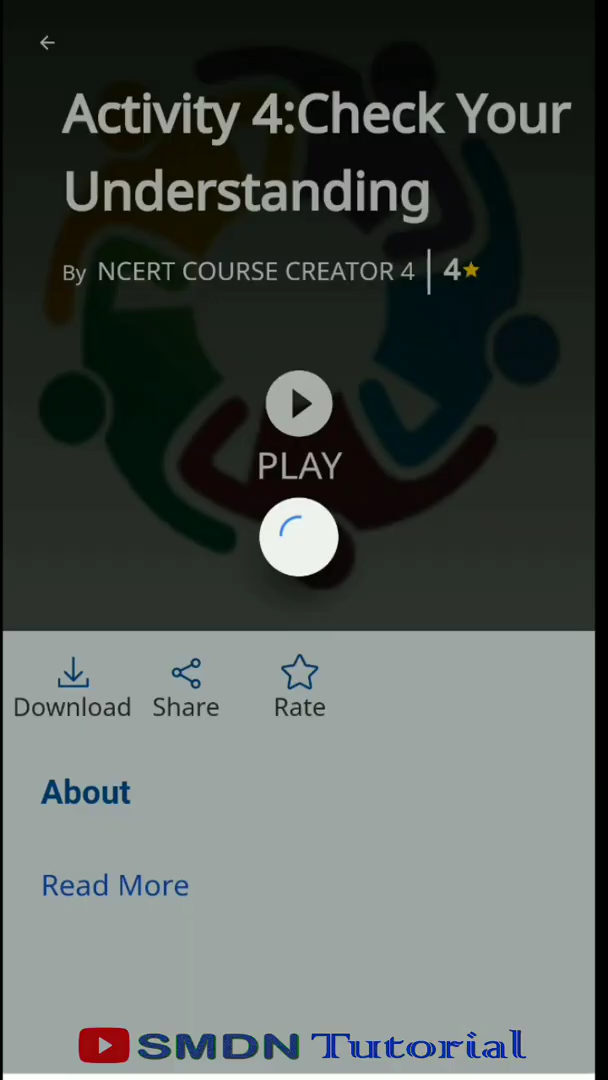 Activity 4:Check Your
Understanding
By NCERT COURSE CREATOR 4 | 4★
PLAY
Download Share Rate
About
Read More
SMDN Tutorial